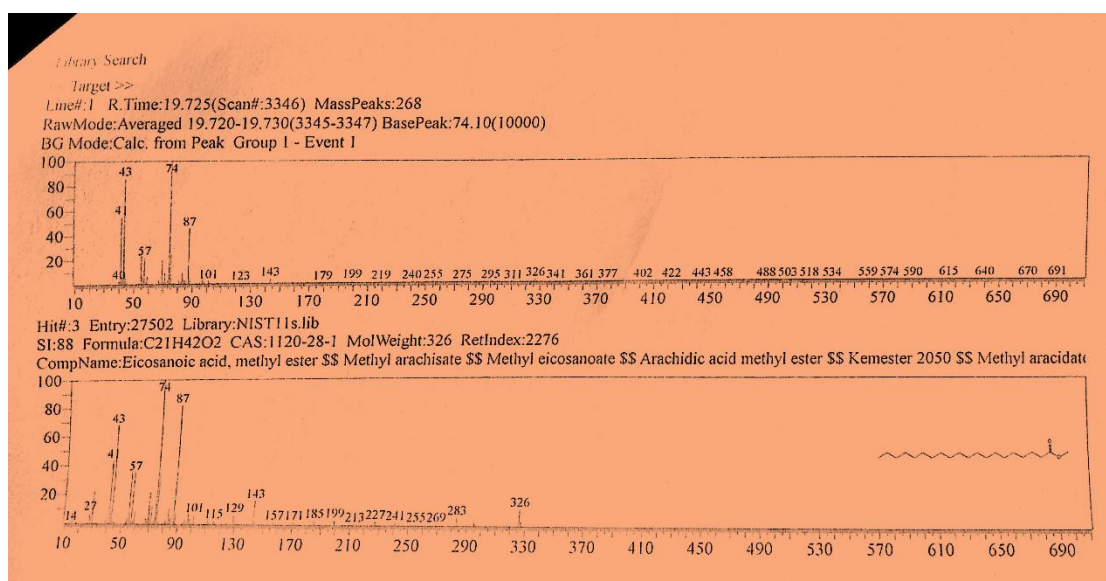 Library Search
Target >>
Line#:1 R.Time:19.725(Scan#:3346) MassPeaks:268
RawMode:Averaged 19.720-19.730(3345-3347) BasePeak:74.10(10000)
BG Mode:Calc. from Peak Group 1 - Event 1
100
80
60
40
20
43 74
41 87
57
40 101 123 143 179 199 219 240 255 275 295 311 326 341 361 377 402 422 443 458 488 503 518 534 559 574 590 615 640 670 691
10 50 90 130 170 210 250 290 330 370 410 450 490 530 570 610 650 690
Hit#:3 Entry:27502 Library:NIST11s.lib
SI:88 Formula:C21H42O2 CAS:1120-28-1 MolWeight:326 RetIndex:2276
CompName:Eicosanoic acid, methyl ester $$ Methyl arachisate $$ Methyl eicosanoate $$ Arachidic acid methyl ester $$ Kemester 2050 $$ Methyl aracidate
100
80
60
40
20
74
43 87
41 57
14 27 101 115 129 143 157 171 185 199 213 227 241 255 269 283 326
10 50 90 130 170 210 250 290 330 370 410 450 490 530 570 610 650 690